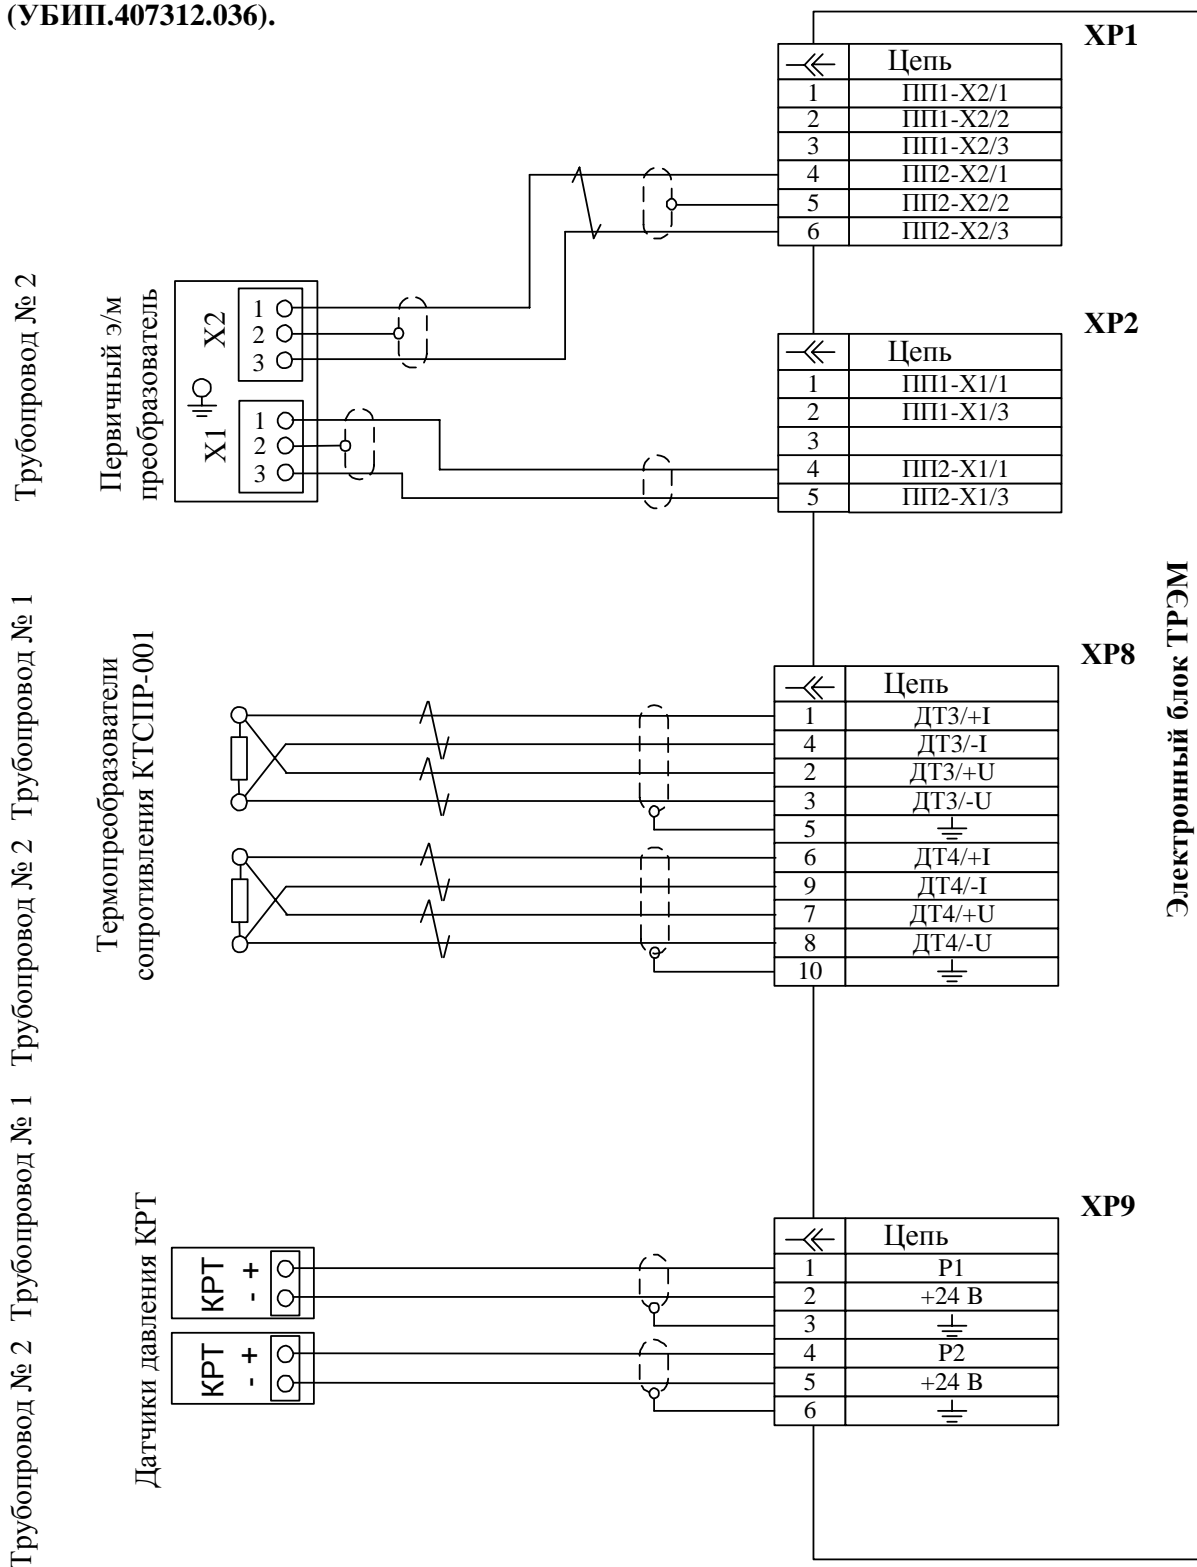 (УБИП.407312.036).
XP1
Цепь
1 ПП1-X2/1
2 ПП1-X2/2
3 ПП1-X2/3
4 ПП2-X2/1
5 ПП2-X2/2
6 ПП2-X2/3
Трубопровод № 2
Первичный э/м
преобразователь
X2
1
2
3
X1
1
2
3
XP2
Цепь
1 ПП1-X1/1
2 ПП1-X1/3
3
4 ПП2-X1/1
5 ПП2-X1/3
Электронный блок ТРЭМ
Трубопровод № 2 Трубопровод № 1
Термопреобразователи
сопротивления КТСПР-001
XP8
Цепь
1 ДТ3/+I
4 ДТ3/-I
2 ДТ3/+U
3 ДТ3/-U
5
6 ДТ4/+I
9 ДТ4/-I
7 ДТ4/+U
8 ДТ4/-U
10
Трубопровод № 2 Трубопровод № 1
Датчики давления КРТ
КРТ
- +
КРТ
- +
XP9
Цепь
1 P1
2 +24 В
3
4 P2
5 +24 В
6